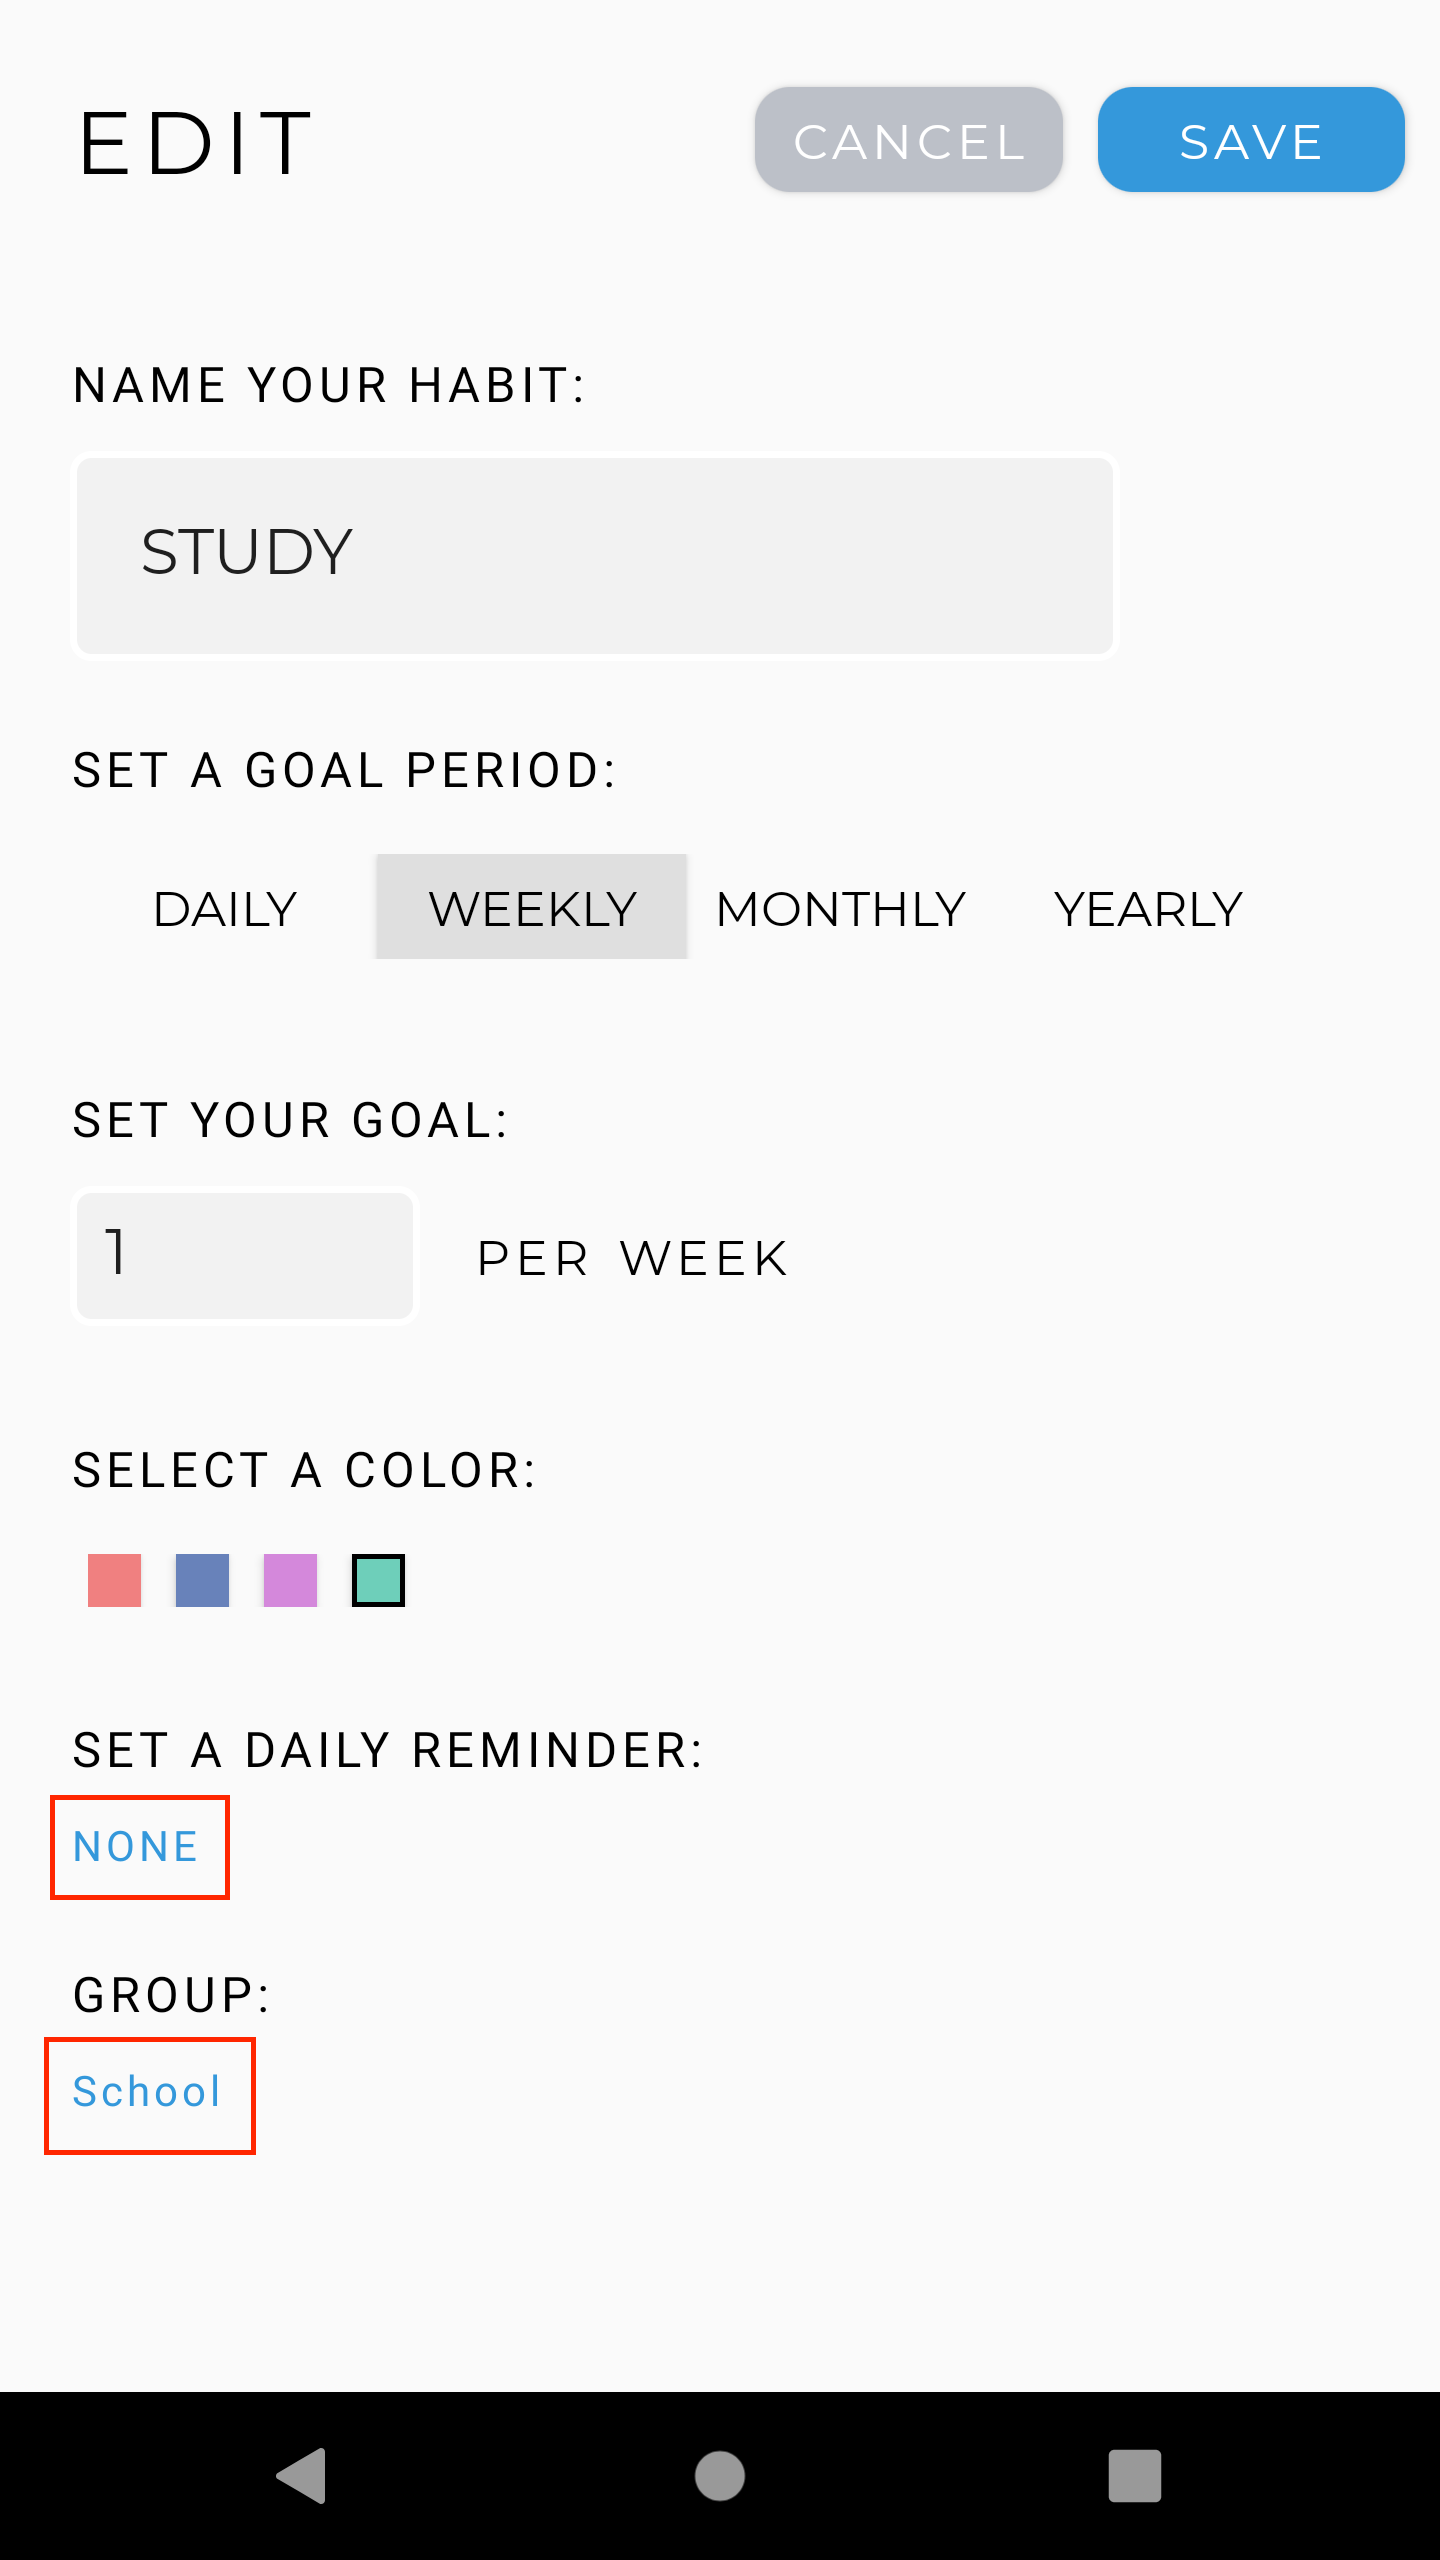 EDIT CANCEL SAVE
NAME YOUR HABIT:
STUDY
SET A GOAL PERIOD:
DAILY WEEKLY MONTHLY YEARLY
SET YOUR GOAL:
1 PER WEEK
SELECT A COLOR:
SET A DAILY REMINDER:
NONE
GROUP:
School